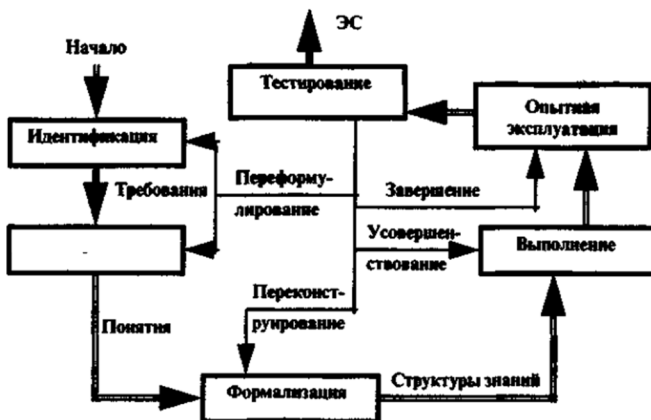 ЭС
Начало
Тестирование
Опытная
эксплуатация
Идентификация
Требования
Переформу-
лирование
Завершение
Усовершен-
ствование
Выполнение
Переконст-
руирование
Понятия
Формализация
Структуры знаний